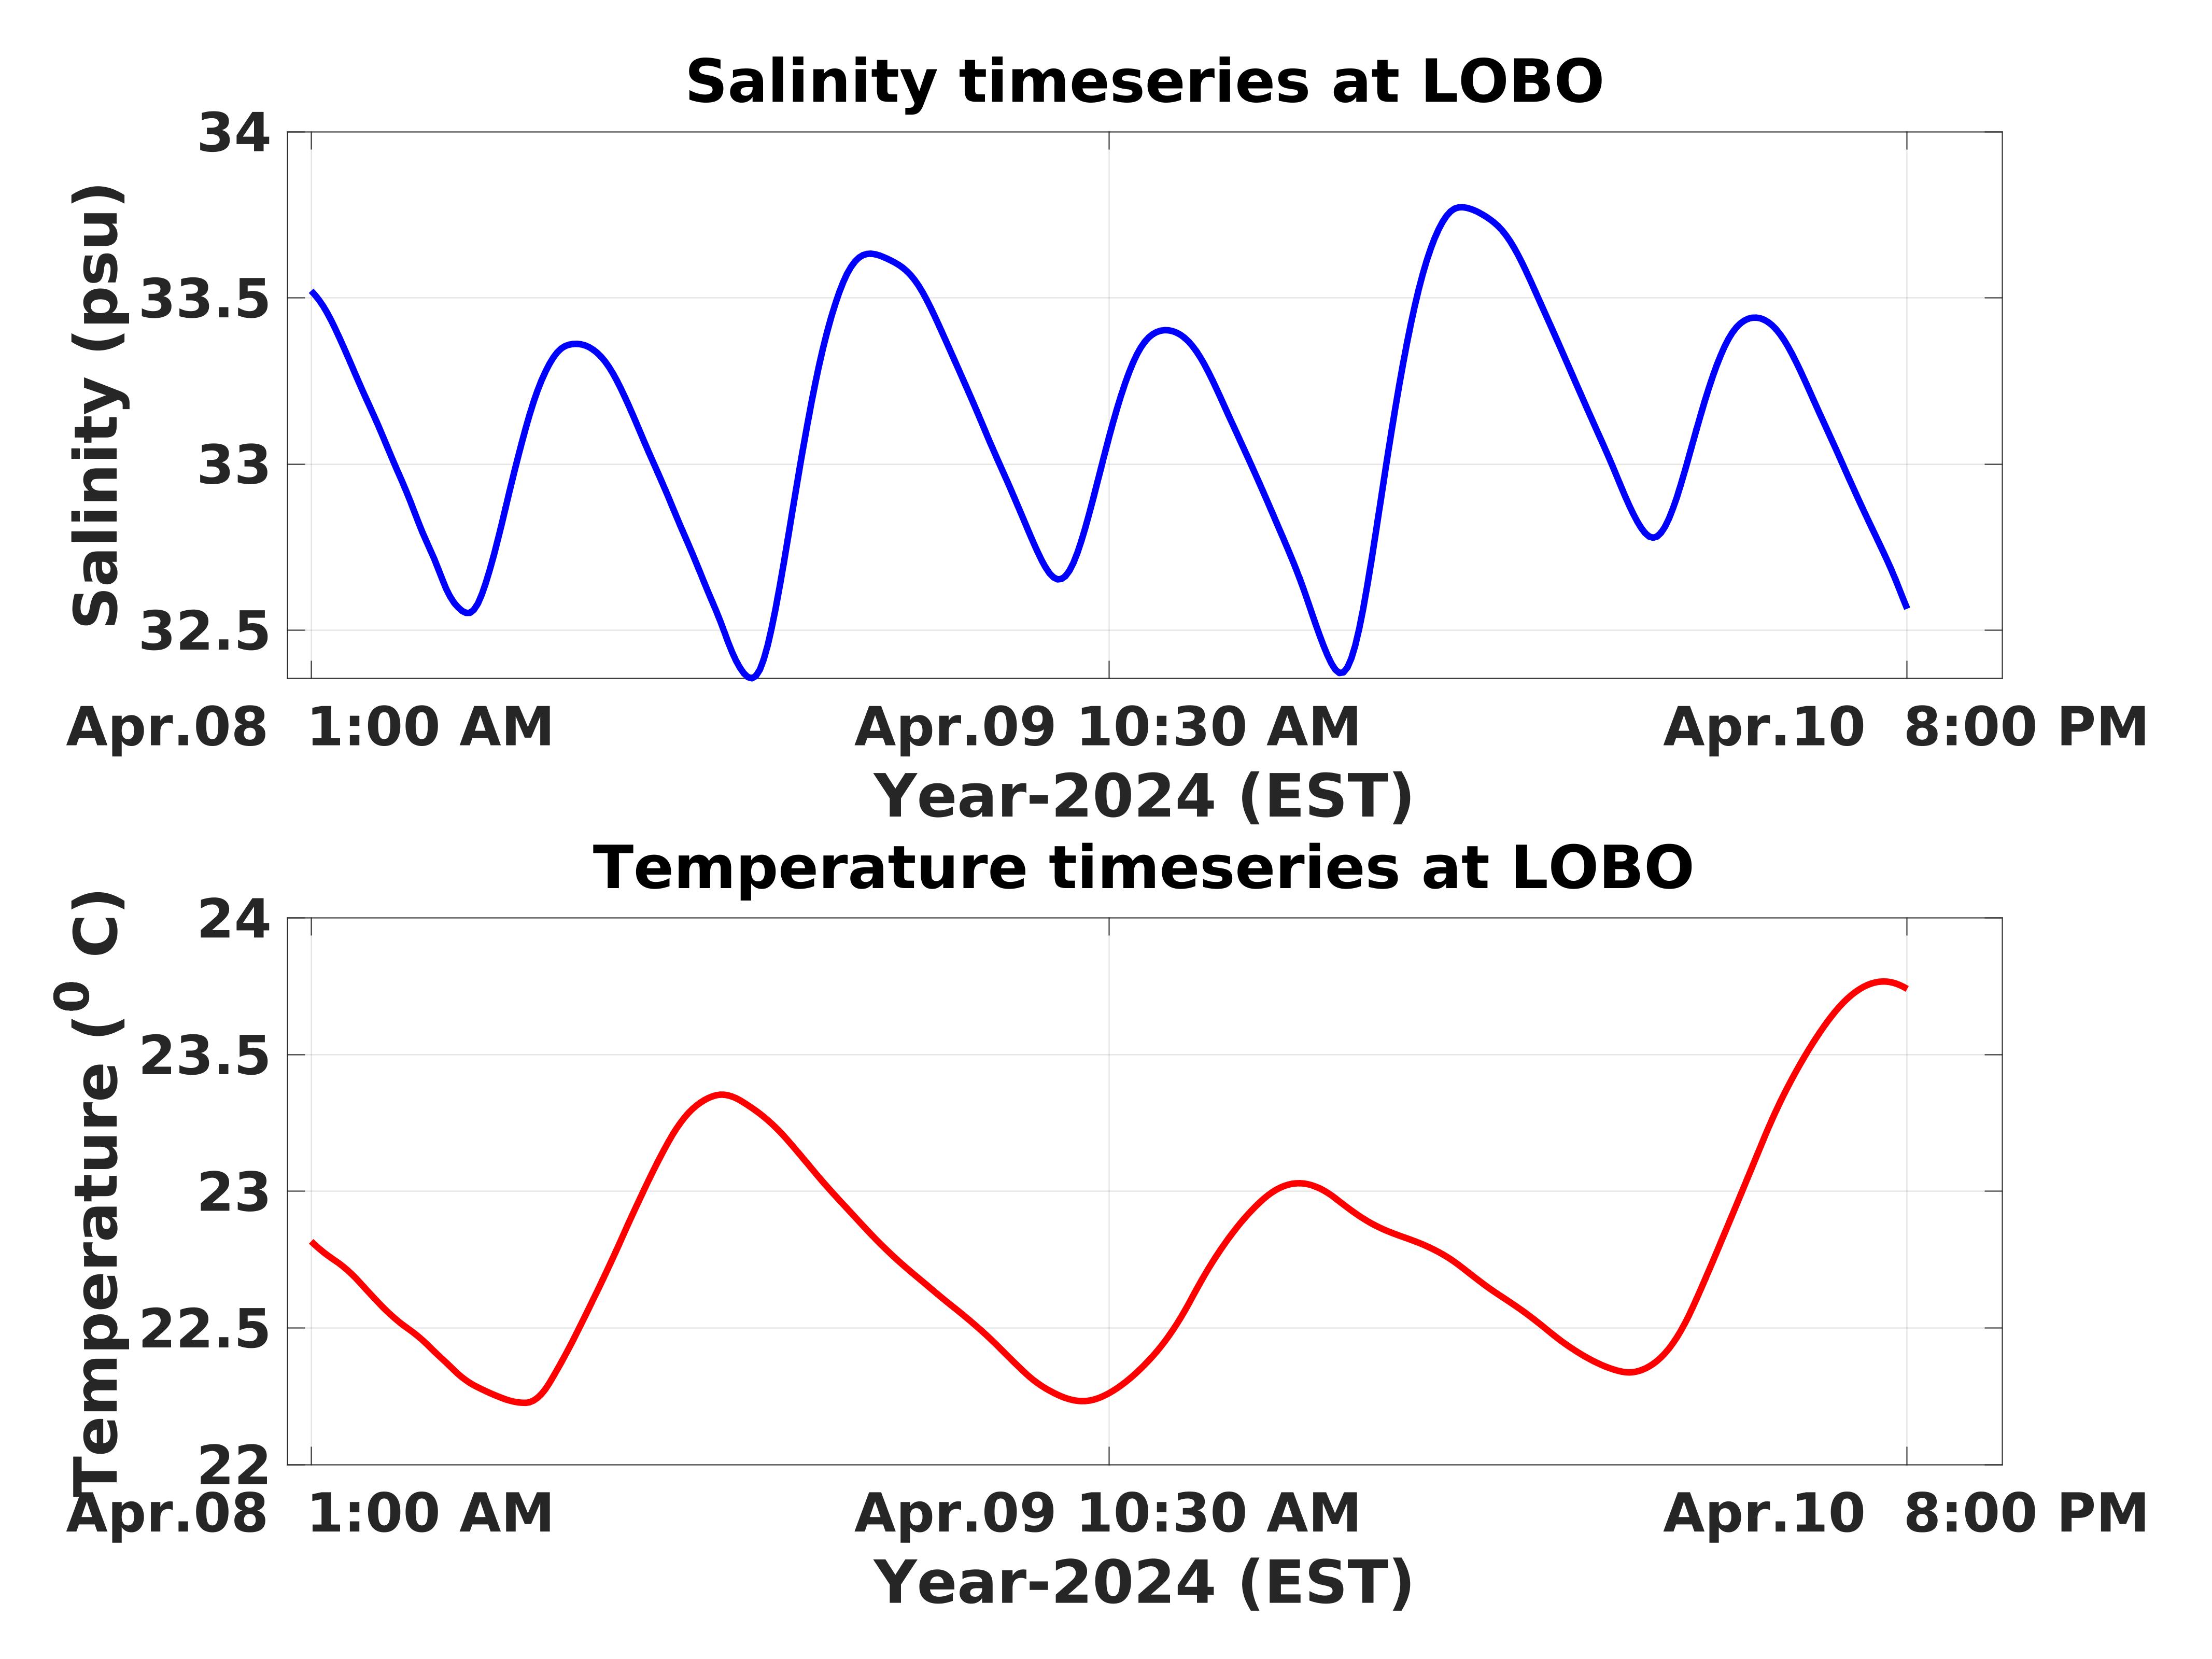 Salinity timeseries at LOBO
Salinity (psu)
34
33.5
33
32.5
Apr.08 1:00 AM
Apr.09 10:30 AM
Apr.10 8:00 PM
Year-2024 (EST)
Temperature timeseries at LOBO
Temperature (⁰ C)
24
23.5
23
22.5
22
Apr.08 1:00 AM
Apr.09 10:30 AM
Apr.10 8:00 PM
Year-2024 (EST)